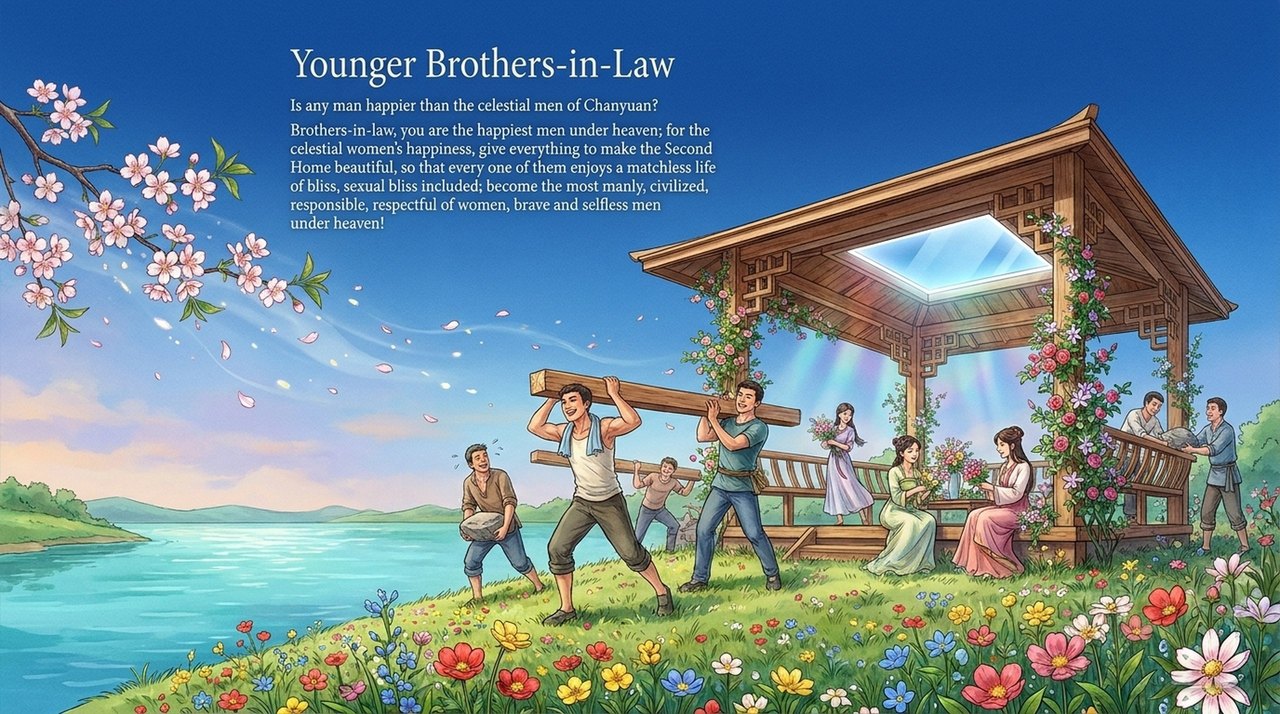 Younger Brothers-in-Law
Is any man happier than the celestial men of Chanyuan?
Brothers-in-law, you are the happiest men under heaven; for the
celestial women's happiness, give everything to make the Second
Home beautiful, so that every one of them enjoys a matchless life
of bliss, sexual bliss included; become the most manly, civilized,
responsible, respectful of women, brave and selfless men
under heaven!